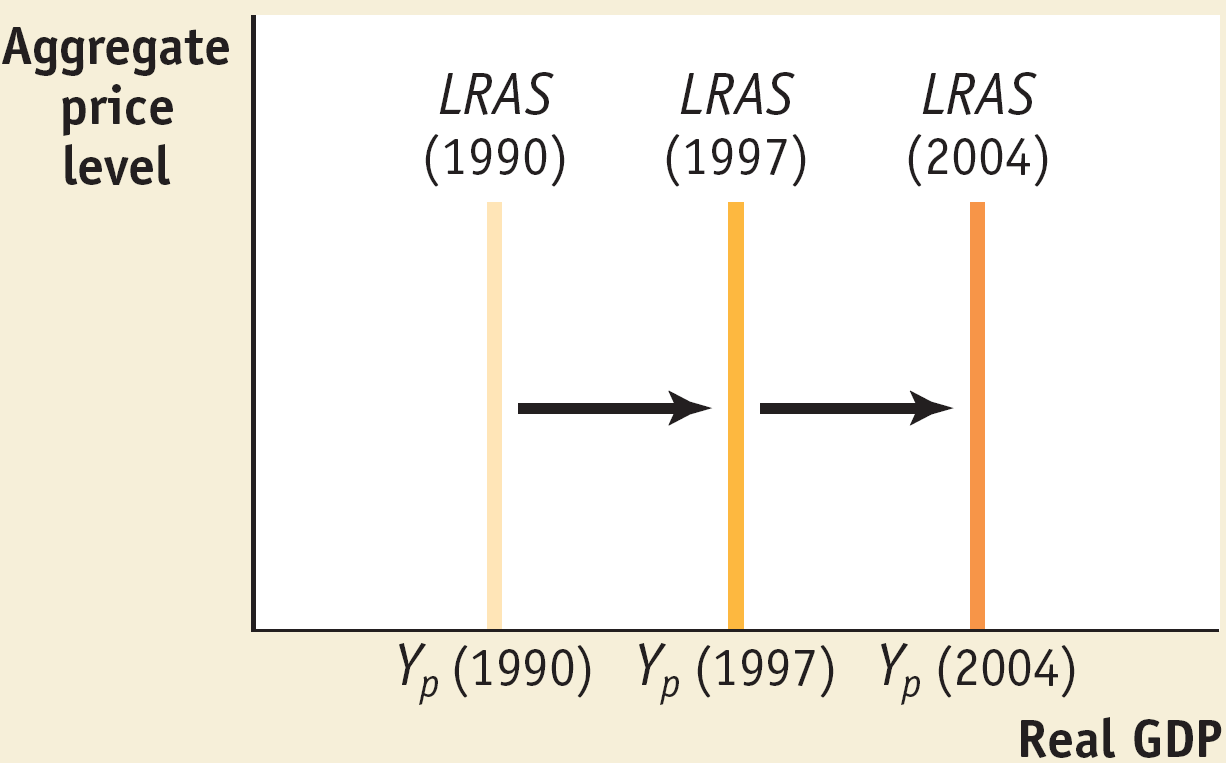 Aggregate
price
level
LRAS
(1990)
LRAS
(1997)
LRAS
(2004)
Yp (1990)
Yp (1997)
Yp (2004)
Real GDP